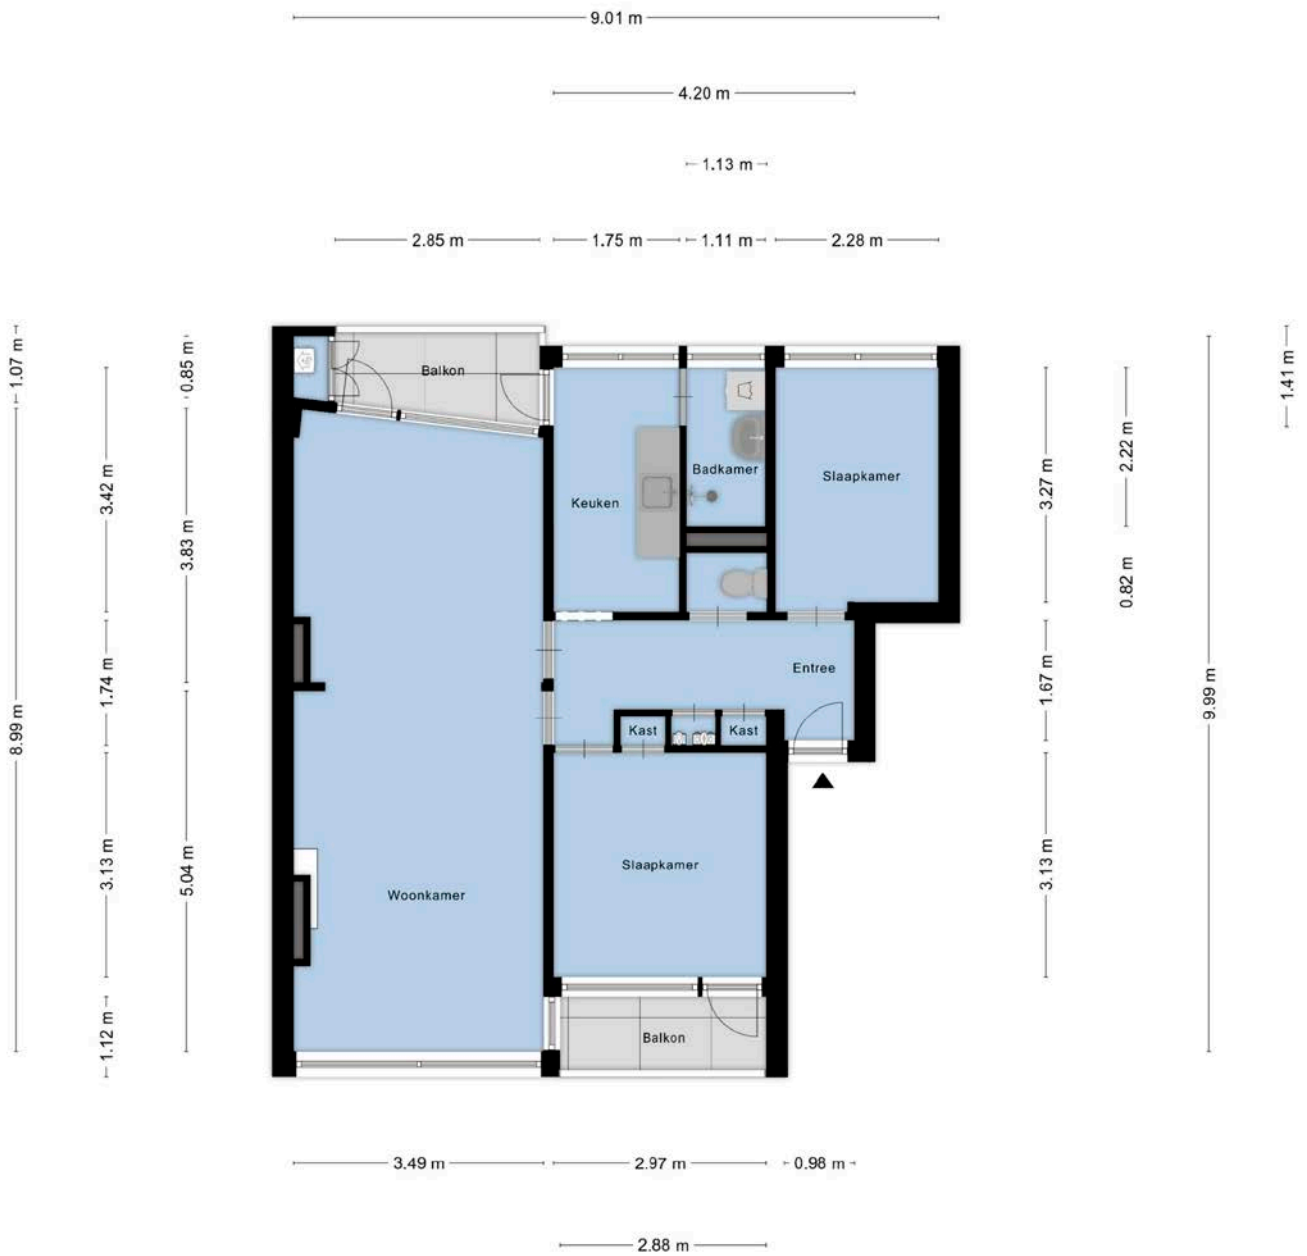 9.01 m
4.20 m
1.13 m
2.85 m
1.75 m
1.11 m
2.28 m
1.07 m
8.99 m
3.42 m
1.74 m
3.13 m
1.12 m
0.85 m
3.83 m
5.04 m
Balkon
Keuken
Badkamer
Slaapkamer
Entree
Kast
Kast
Slaapkamer
Woonkamer
Balkon
3.27 m
1.67 m
3.13 m
2.22 m
0.82 m
9.99 m
1.41 m
3.49 m
2.97 m
0.98 m
2.88 m